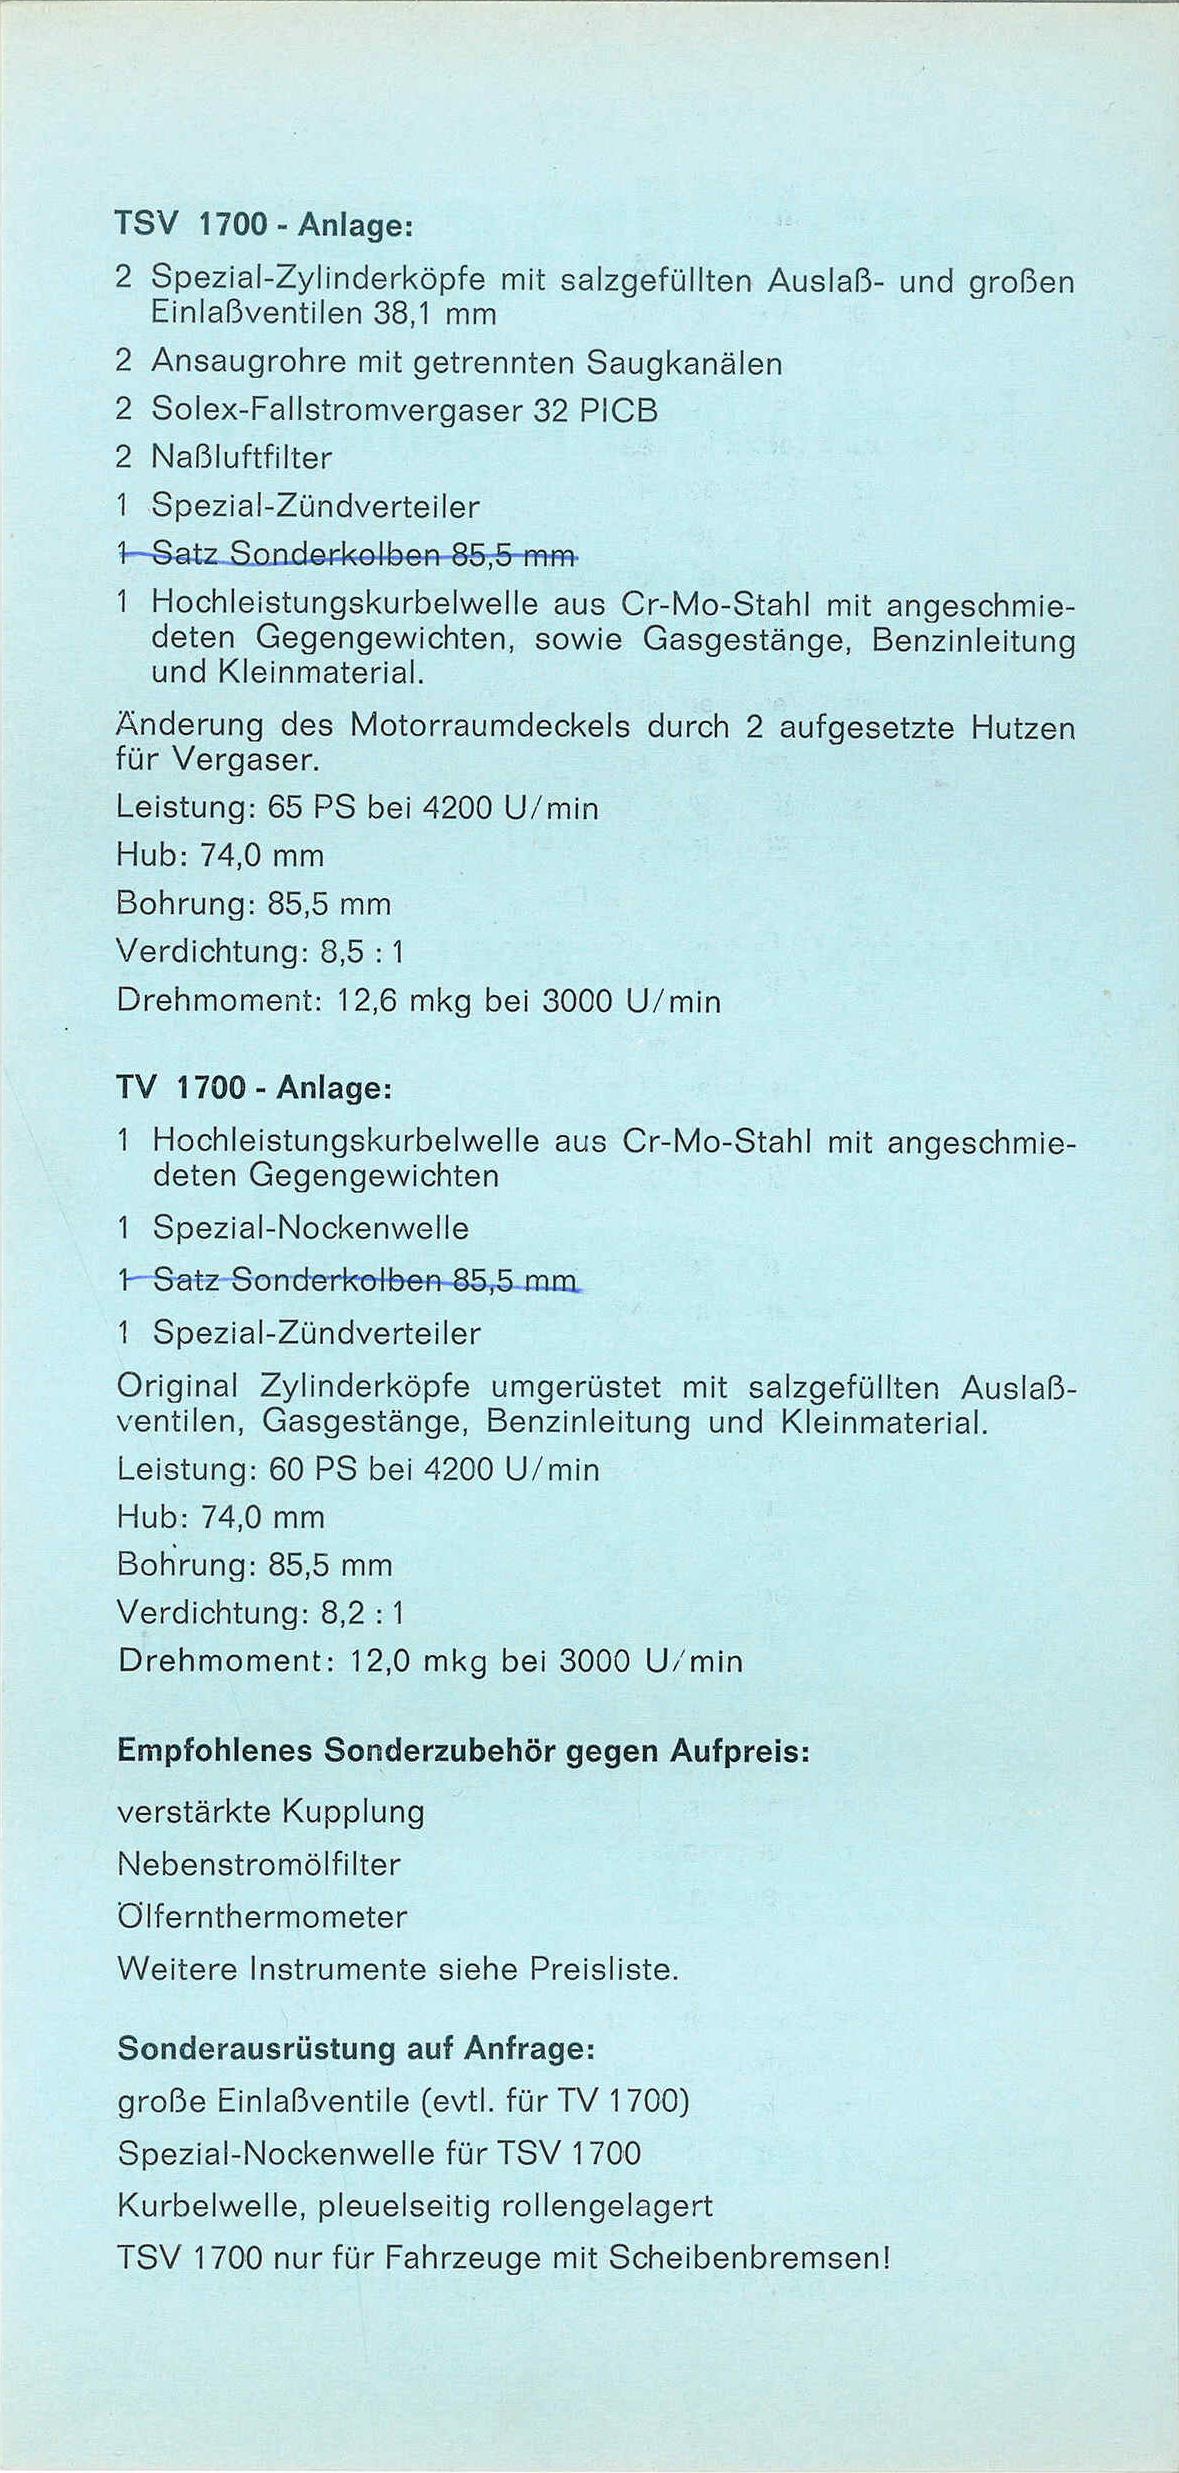 TSV 1700 - Anlage:
2 Spezial-Zylinderköpfe mit salzgefüllten Auslaß- und großen
Einlaßventilen 38,1 mm
2 Ansaugrohre mit getrennten Saugkanälen
2 Solex-Fallstromvergaser 32 PICB
2 Naßluftfilter
1 Spezial-Zündverteiler
1 Satz Sonderkolben 85,5 mm
1 Hochleistungskurbelwelle aus Cr-Mo-Stahl mit angeschmie-
deten Gegengewichten, sowie Gasgestänge, Benzinleitung
und Kleinmaterial.
Änderung des Motorraumdeckels durch 2 aufgesetzte Hutzen
für Vergaser.
Leistung: 65 PS bei 4200 U/min
Hub: 74,0 mm
Bohrung: 85,5 mm
Verdichtung: 8,5 : 1
Drehmoment: 12,6 mkg bei 3000 U/min
TV 1700 - Anlage:
1 Hochleistungskurbelwelle aus Cr-Mo-Stahl mit angeschmie-
deten Gegengewichten
1 Spezial-Nockenwelle
1 Satz Sonderkolben 85,5 mm
1 Spezial-Zündverteiler
Original Zylinderköpfe umgerüstet mit salzgefüllten Auslaß-
ventilen, Gasgestänge, Benzinleitung und Kleinmaterial.
Leistung: 60 PS bei 4200 U/min
Hub: 74,0 mm
Bohrung: 85,5 mm
Verdichtung: 8,2 : 1
Drehmoment: 12,0 mkg bei 3000 U/min
Empfohlenes Sonderzubehör gegen Aufpreis:
verstärkte Kupplung
Nebenstromölfilter
Ölfernthermometer
Weitere Instrumente siehe Preisliste.
Sonderausrüstung auf Anfrage:
große Einlaßventile (evtl. für TV 1700)
Spezial-Nockenwelle für TSV 1700
Kurbelwelle, pleuelseitig rollengelagert
TSV 1700 nur für Fahrzeuge mit Scheibenbremsen!